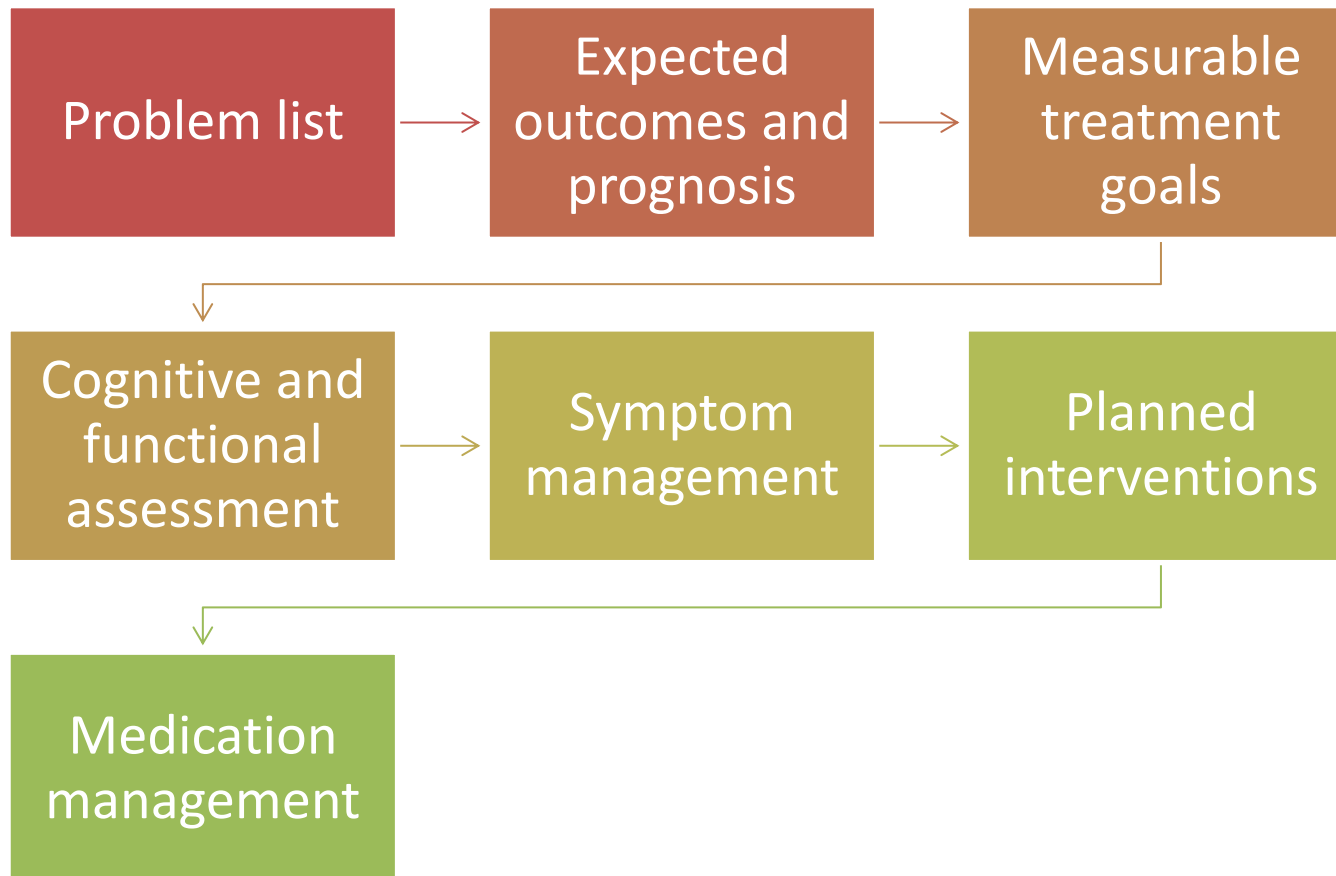 Problem list
Expected
outcomes and
prognosis
Measurable
treatment
goals
Cognitive and
functional
assessment
Symptom
management
Planned
interventions
Medication
management